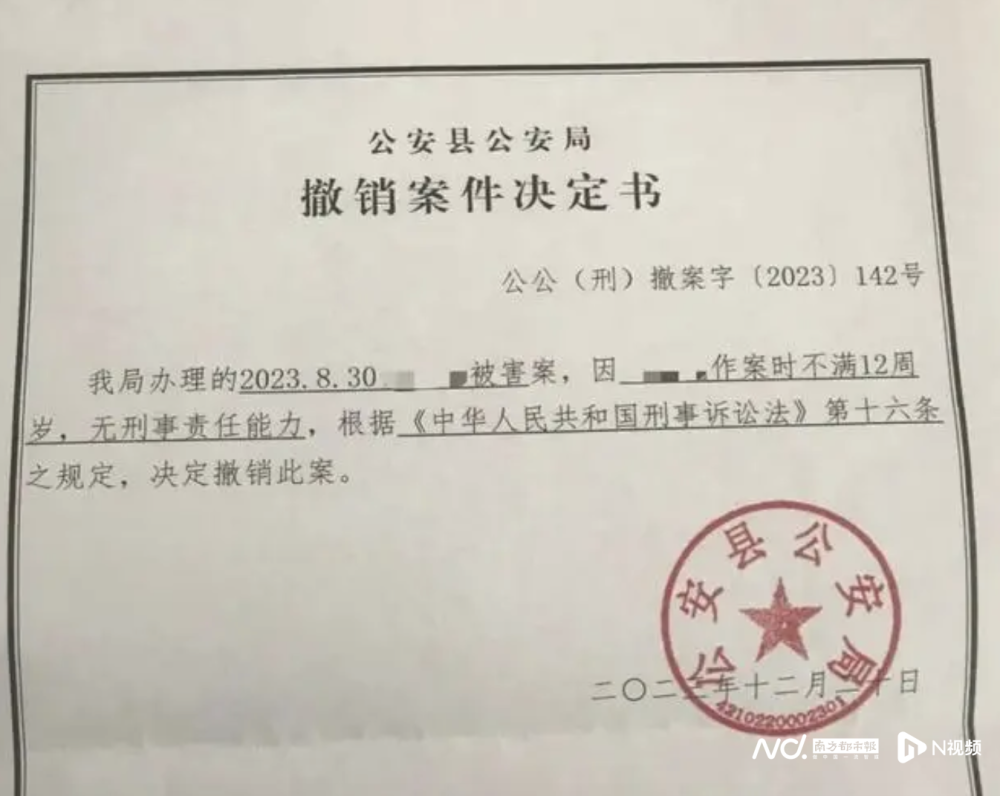 公安县公安局
撤销案件决定书
公公（刑）撤案字〔2023〕142号
我局办理的2023.8.30 被害案，因 作案时不满12周
岁，无刑事责任能力，根据《中华人民共和国刑事诉讼法》第十六条
之规定，决定撤销此案。
公安县公安局
二〇二三年十二月二十日
4210220002301
南方都市报
N视频